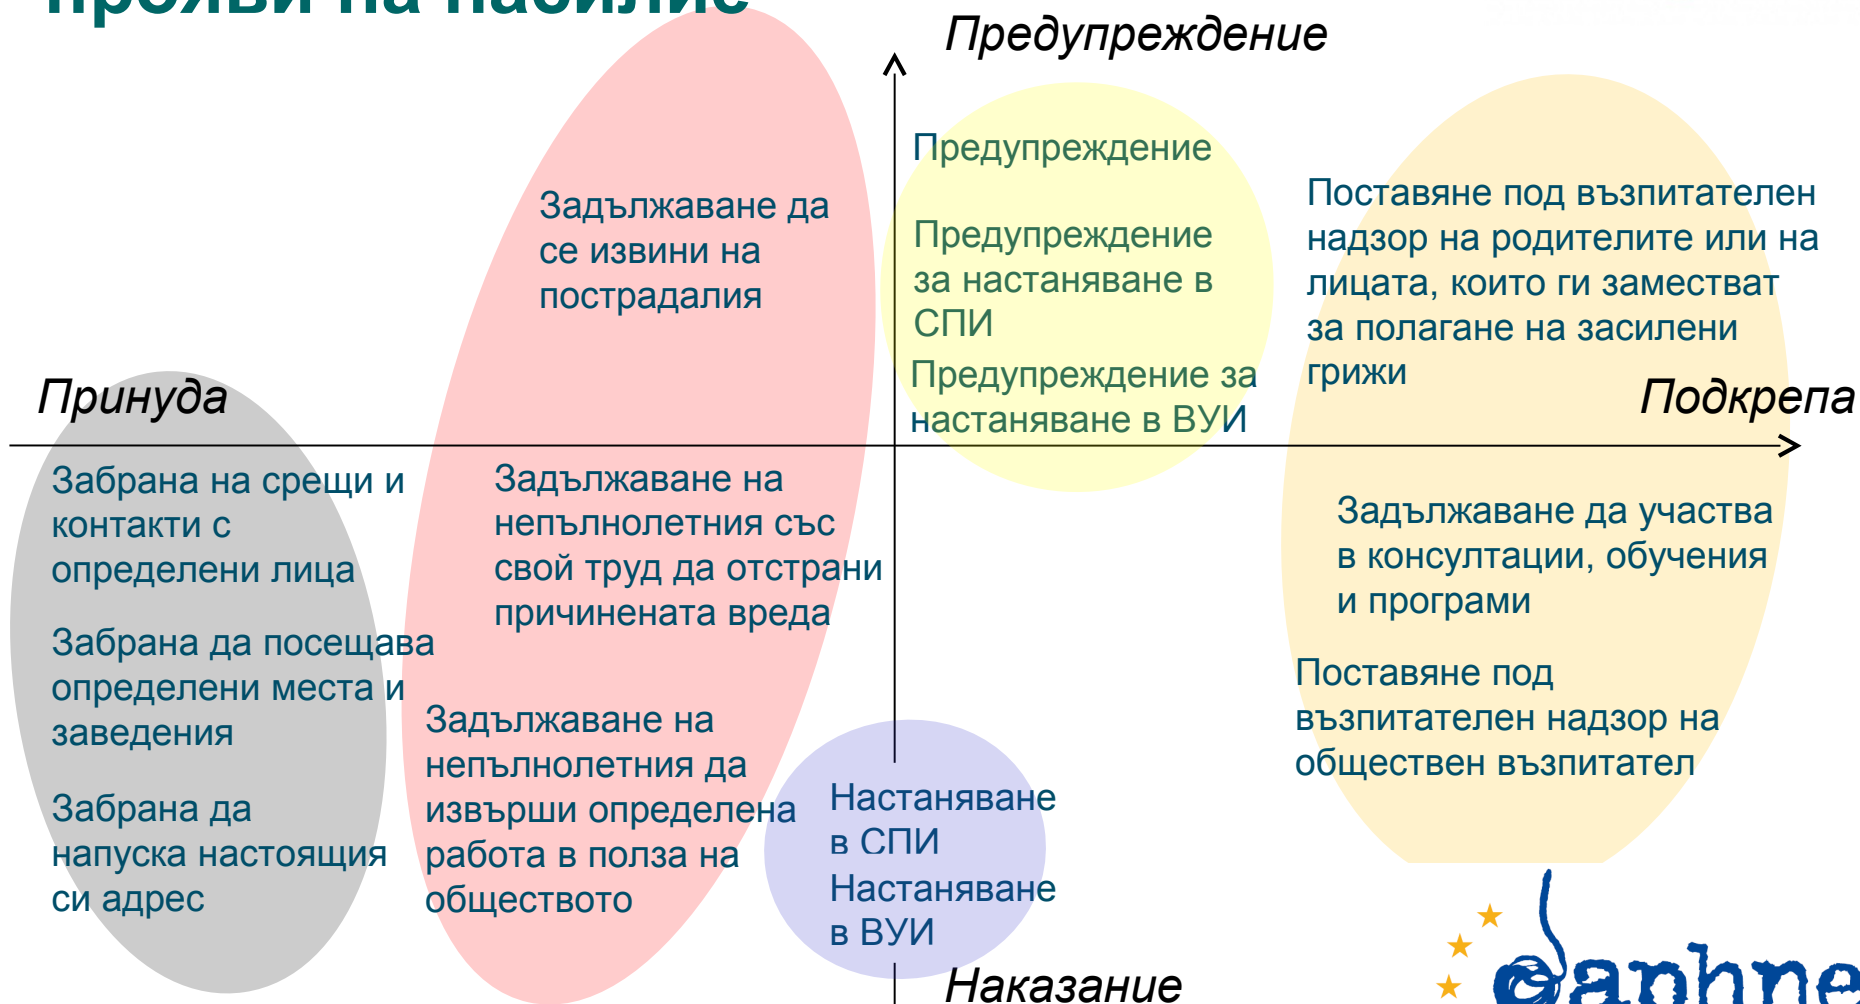 прояви на насилие
Предупреждение
Предупреждение
Предупреждение
за настаняване в
СПИ
Предупреждение за
настаняване в ВУИ
Задължаване да
се извини на
пострадалия
Поставяне под възпитателен
надзор на родителите или на
лицата, които ги заместват
за полагане на засилени
грижи
Принуда
Подкрепа
Забрана на срещи и
контакти с
определени лица
Забрана да посещава
определени места и
заведения
Забрана да
напуска настоящия
си адрес
Задължаване на
непълнолетния със
свой труд да отстрани
причинената вреда
Задължаване на
непълнолетния да
извърши определена
работа в полза на
обществото
Настаняване
в СПИ
Настаняване
в ВУИ
Задължаване да участва
в консултации, обучения
и програми
Поставяне под
възпитателен надзор на
обществен възпитател
Наказание
daphne